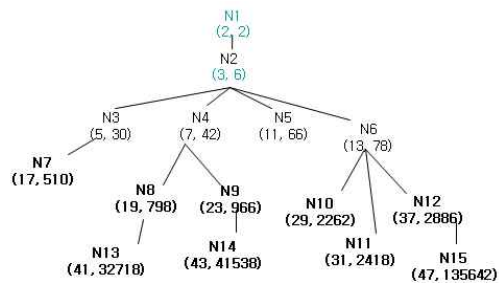 N1
(2, 2)
N2
(3, 6)
N3
(5, 30)
N4
(7, 42)
N5
(11, 66)
N6
(13, 78)
N7
(17, 510)
N8
(19, 798)
N9
(23, 966)
N10
(29, 2262)
N12
(37, 2886)
N13
(41, 32718)
N14
(43, 41538)
N11
(31, 2418)
N15
(47, 135642)